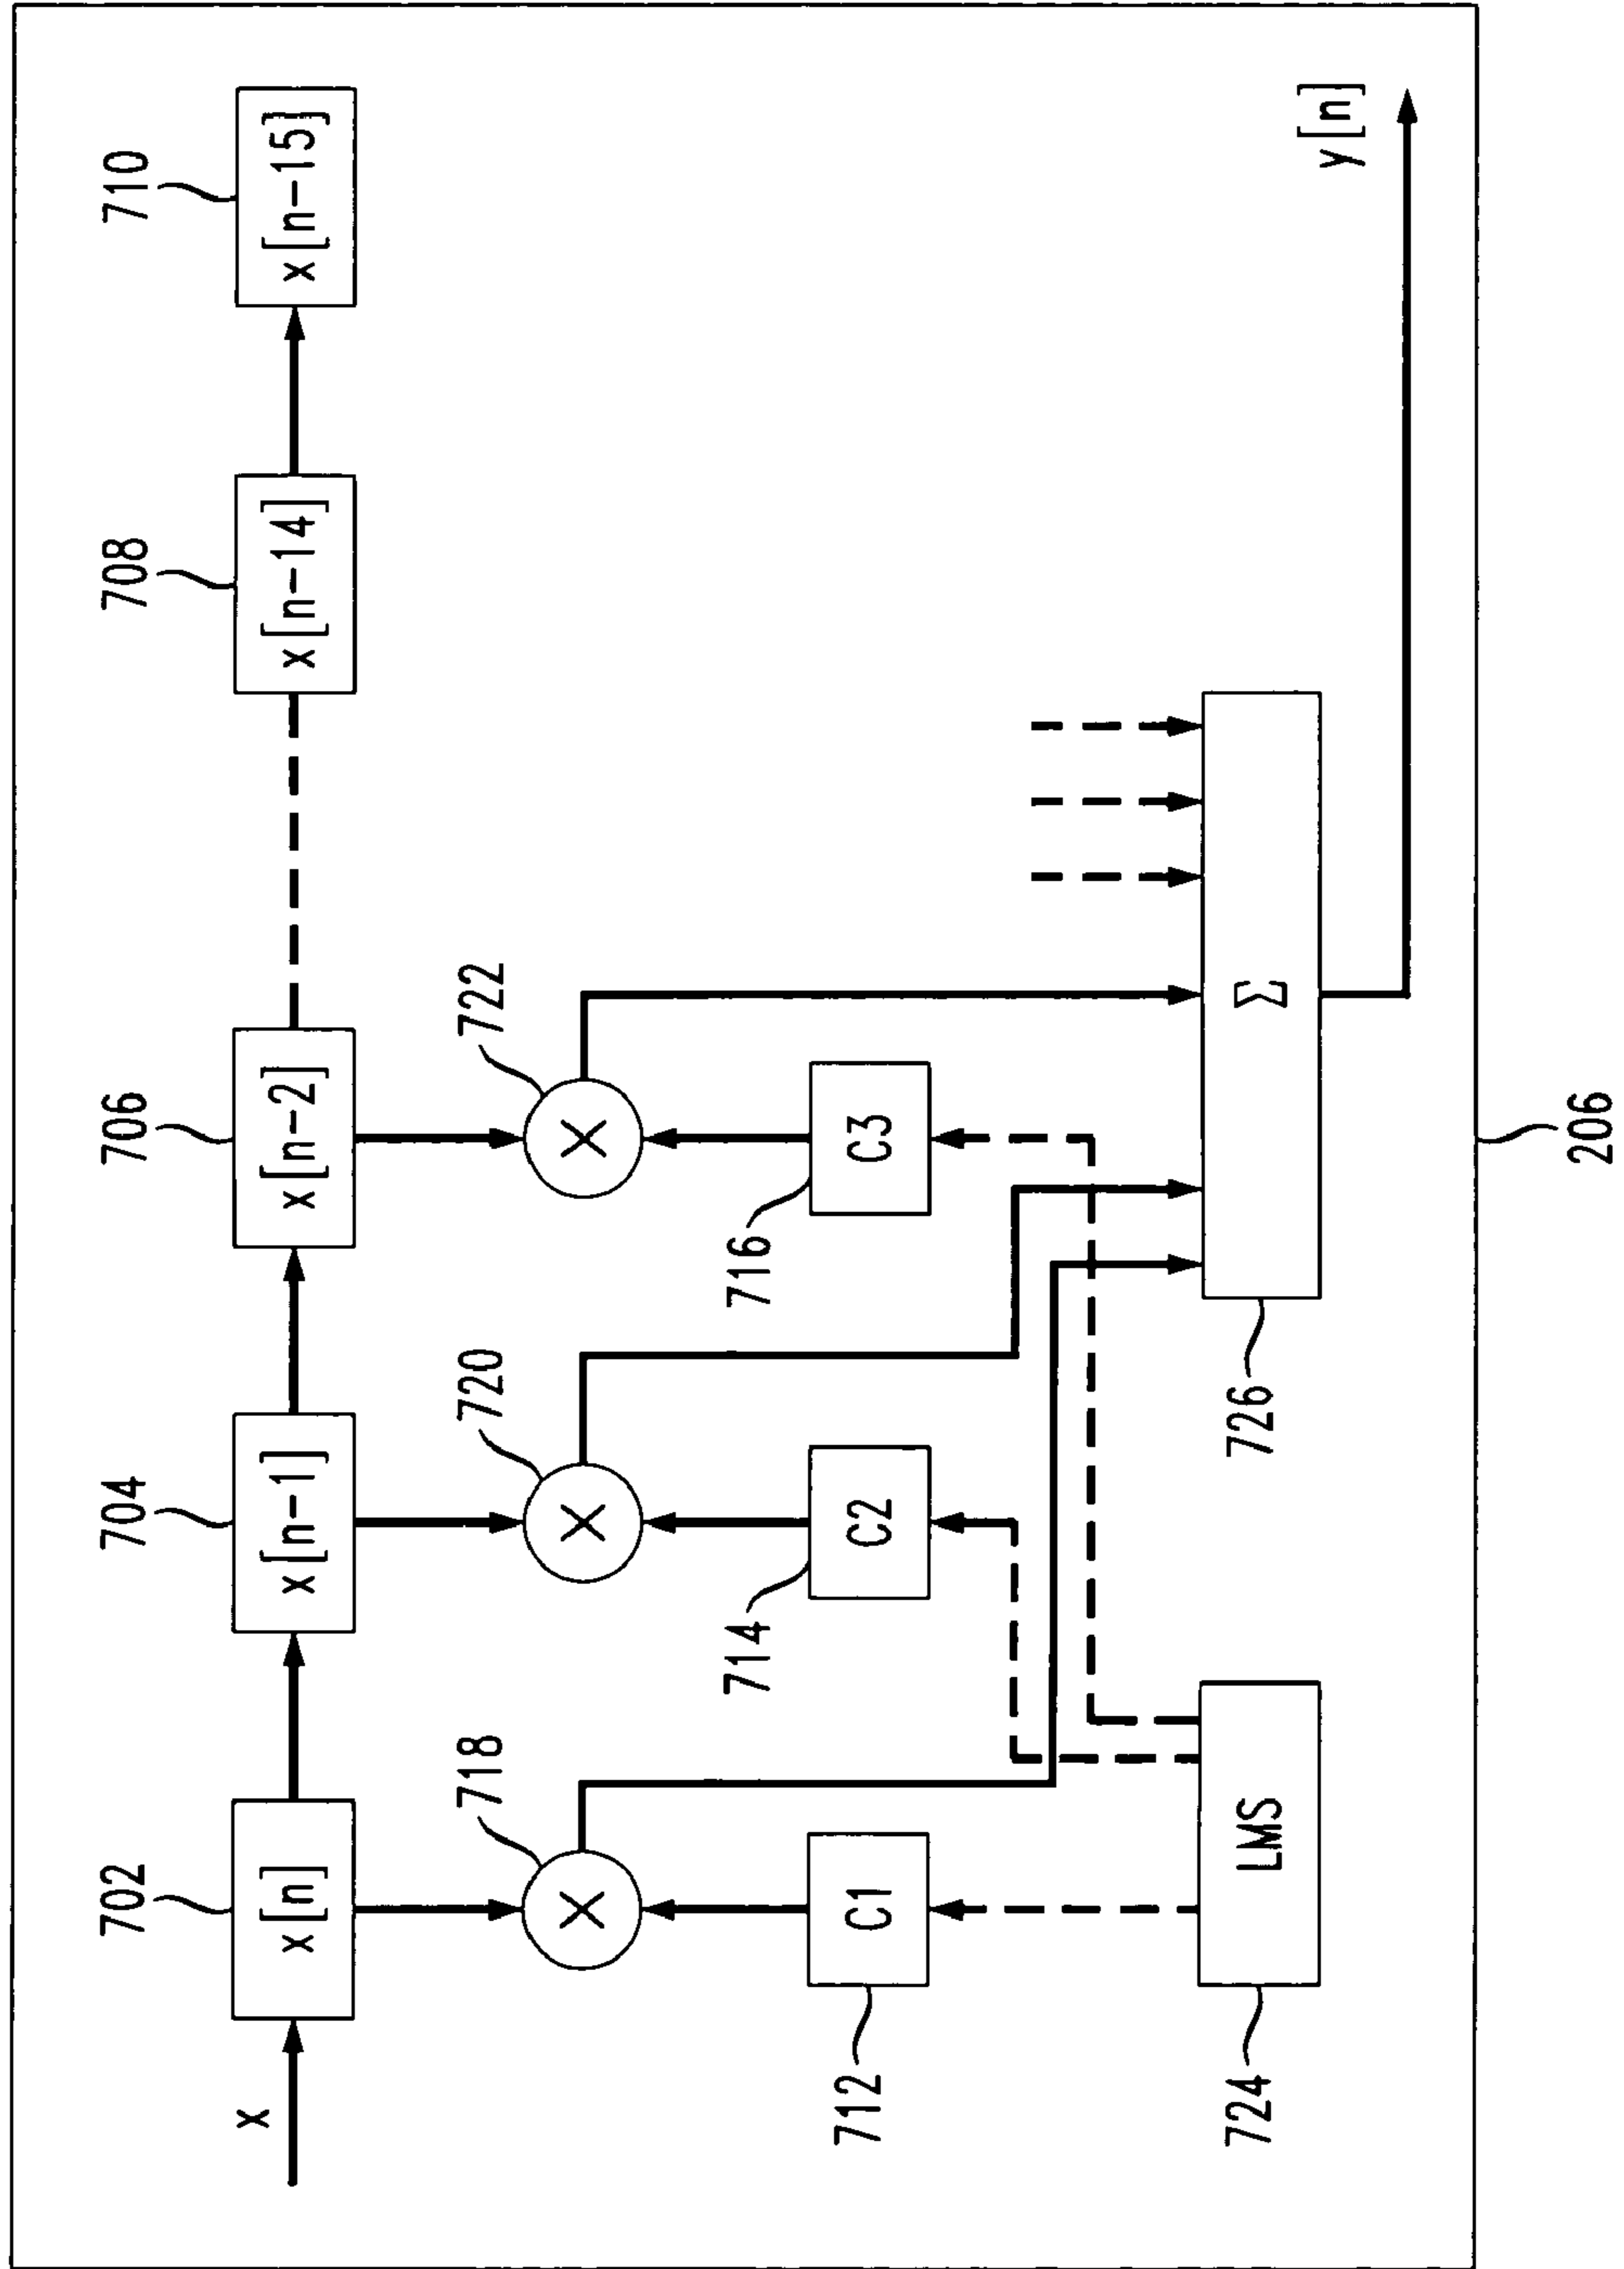 702
704
706
708
710
x
x[n]
x[n-1]
x[n-2]
x[n-14]
x[n-15]
718
720
722
X
X
X
712
714
716
C1
C2
C3
724
LMS
726
Σ
y[n]
206